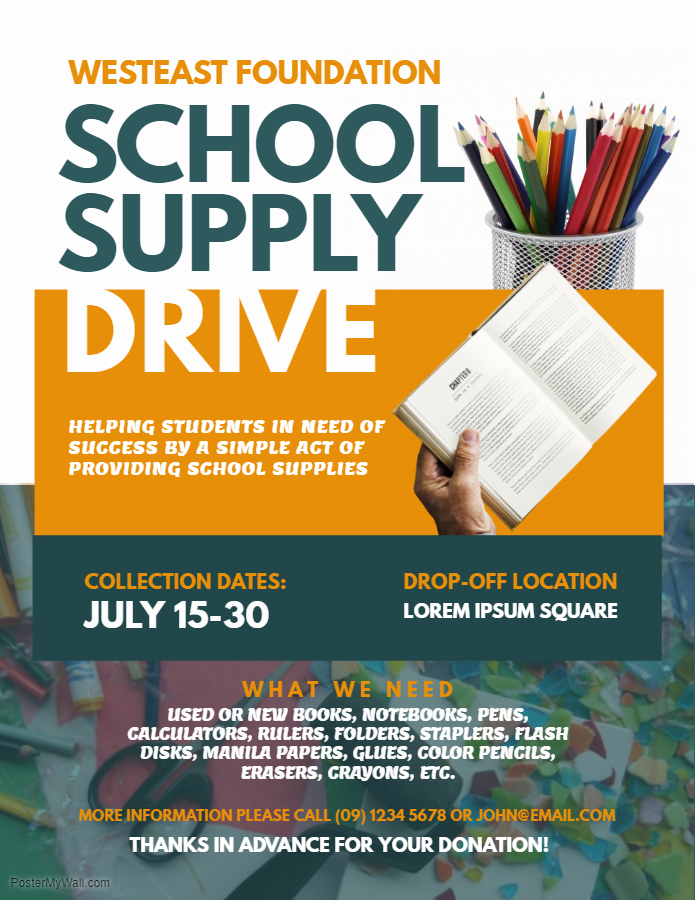 WESTEAST FOUNDATION
SCHOOL
SUPPLY
DRIVE
CHAPTER 8
HELPING STUDENTS IN NEED OF
SUCCESS BY A SIMPLE ACT OF
PROVIDING SCHOOL SUPPLIES
COLLECTION DATES:
JULY 15-30
DROP-OFF LOCATION
LOREM IPSUM SQUARE
WHAT WE NEED
USED OR NEW BOOKS, NOTEBOOKS, PENS,
CALCULATORS, RULERS, FOLDERS, STAPLERS, FLASH
DISKS, MANILA PAPERS, GLUES, COLOR PENCILS,
ERASERS, CRAYONS, ETC.
MORE INFORMATION PLEASE CALL (09) 1234 5678 OR JOHN@EMAIL.COM
THANKS IN ADVANCE FOR YOUR DONATION!
PosterMyWall.com